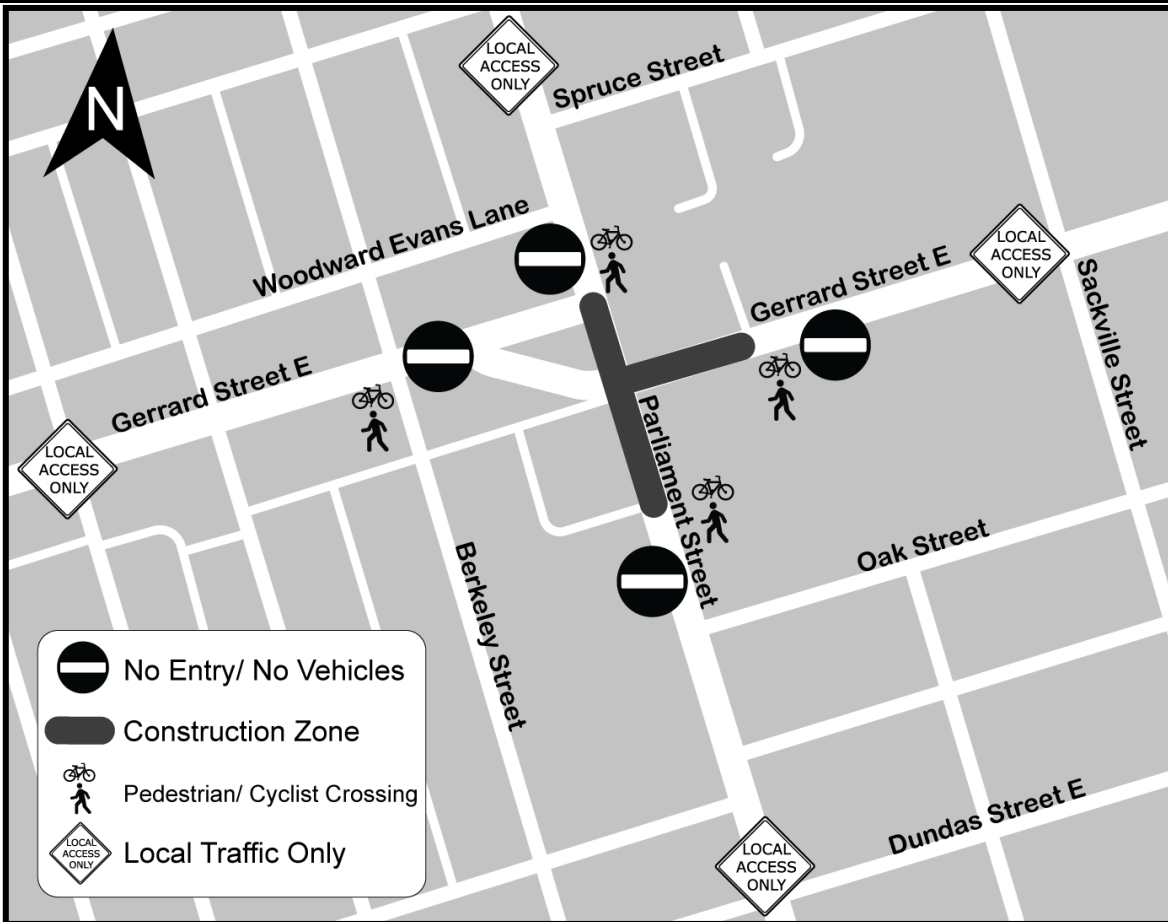 LOCAL
ACCESS
ONLY
Spruce Street
N
Woodward Evans Lane
Gerrard Street E
LOCAL
ACCESS
ONLY
Sackville Street
Gerrard Street E
LOCAL
ACCESS
ONLY
Parliament Street
Oak Street
Berkeley Street
Dundas Street E
LOCAL
ACCESS
ONLY
No Entry/ No Vehicles
Construction Zone
Pedestrian/ Cyclist Crossing
LOCAL
ACCESS
ONLY
Local Traffic Only